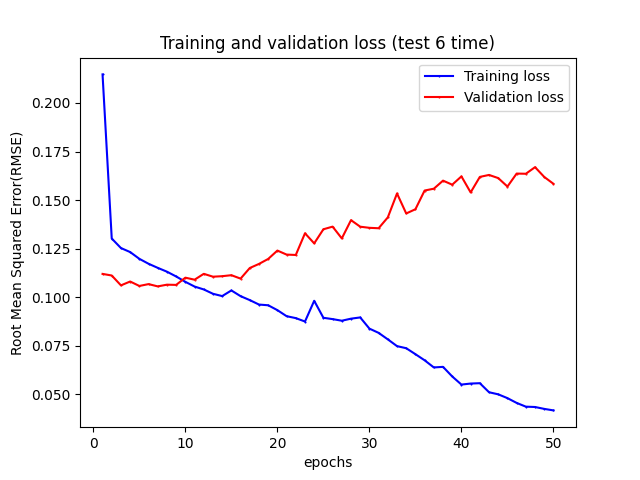 Training and validation loss (test 6 time)
Training loss
Validation loss
Root Mean Squared Error(RMSE)
0.200
0.175
0.150
0.125
0.100
0.075
0.050
0 10 20 30 40 50
epochs